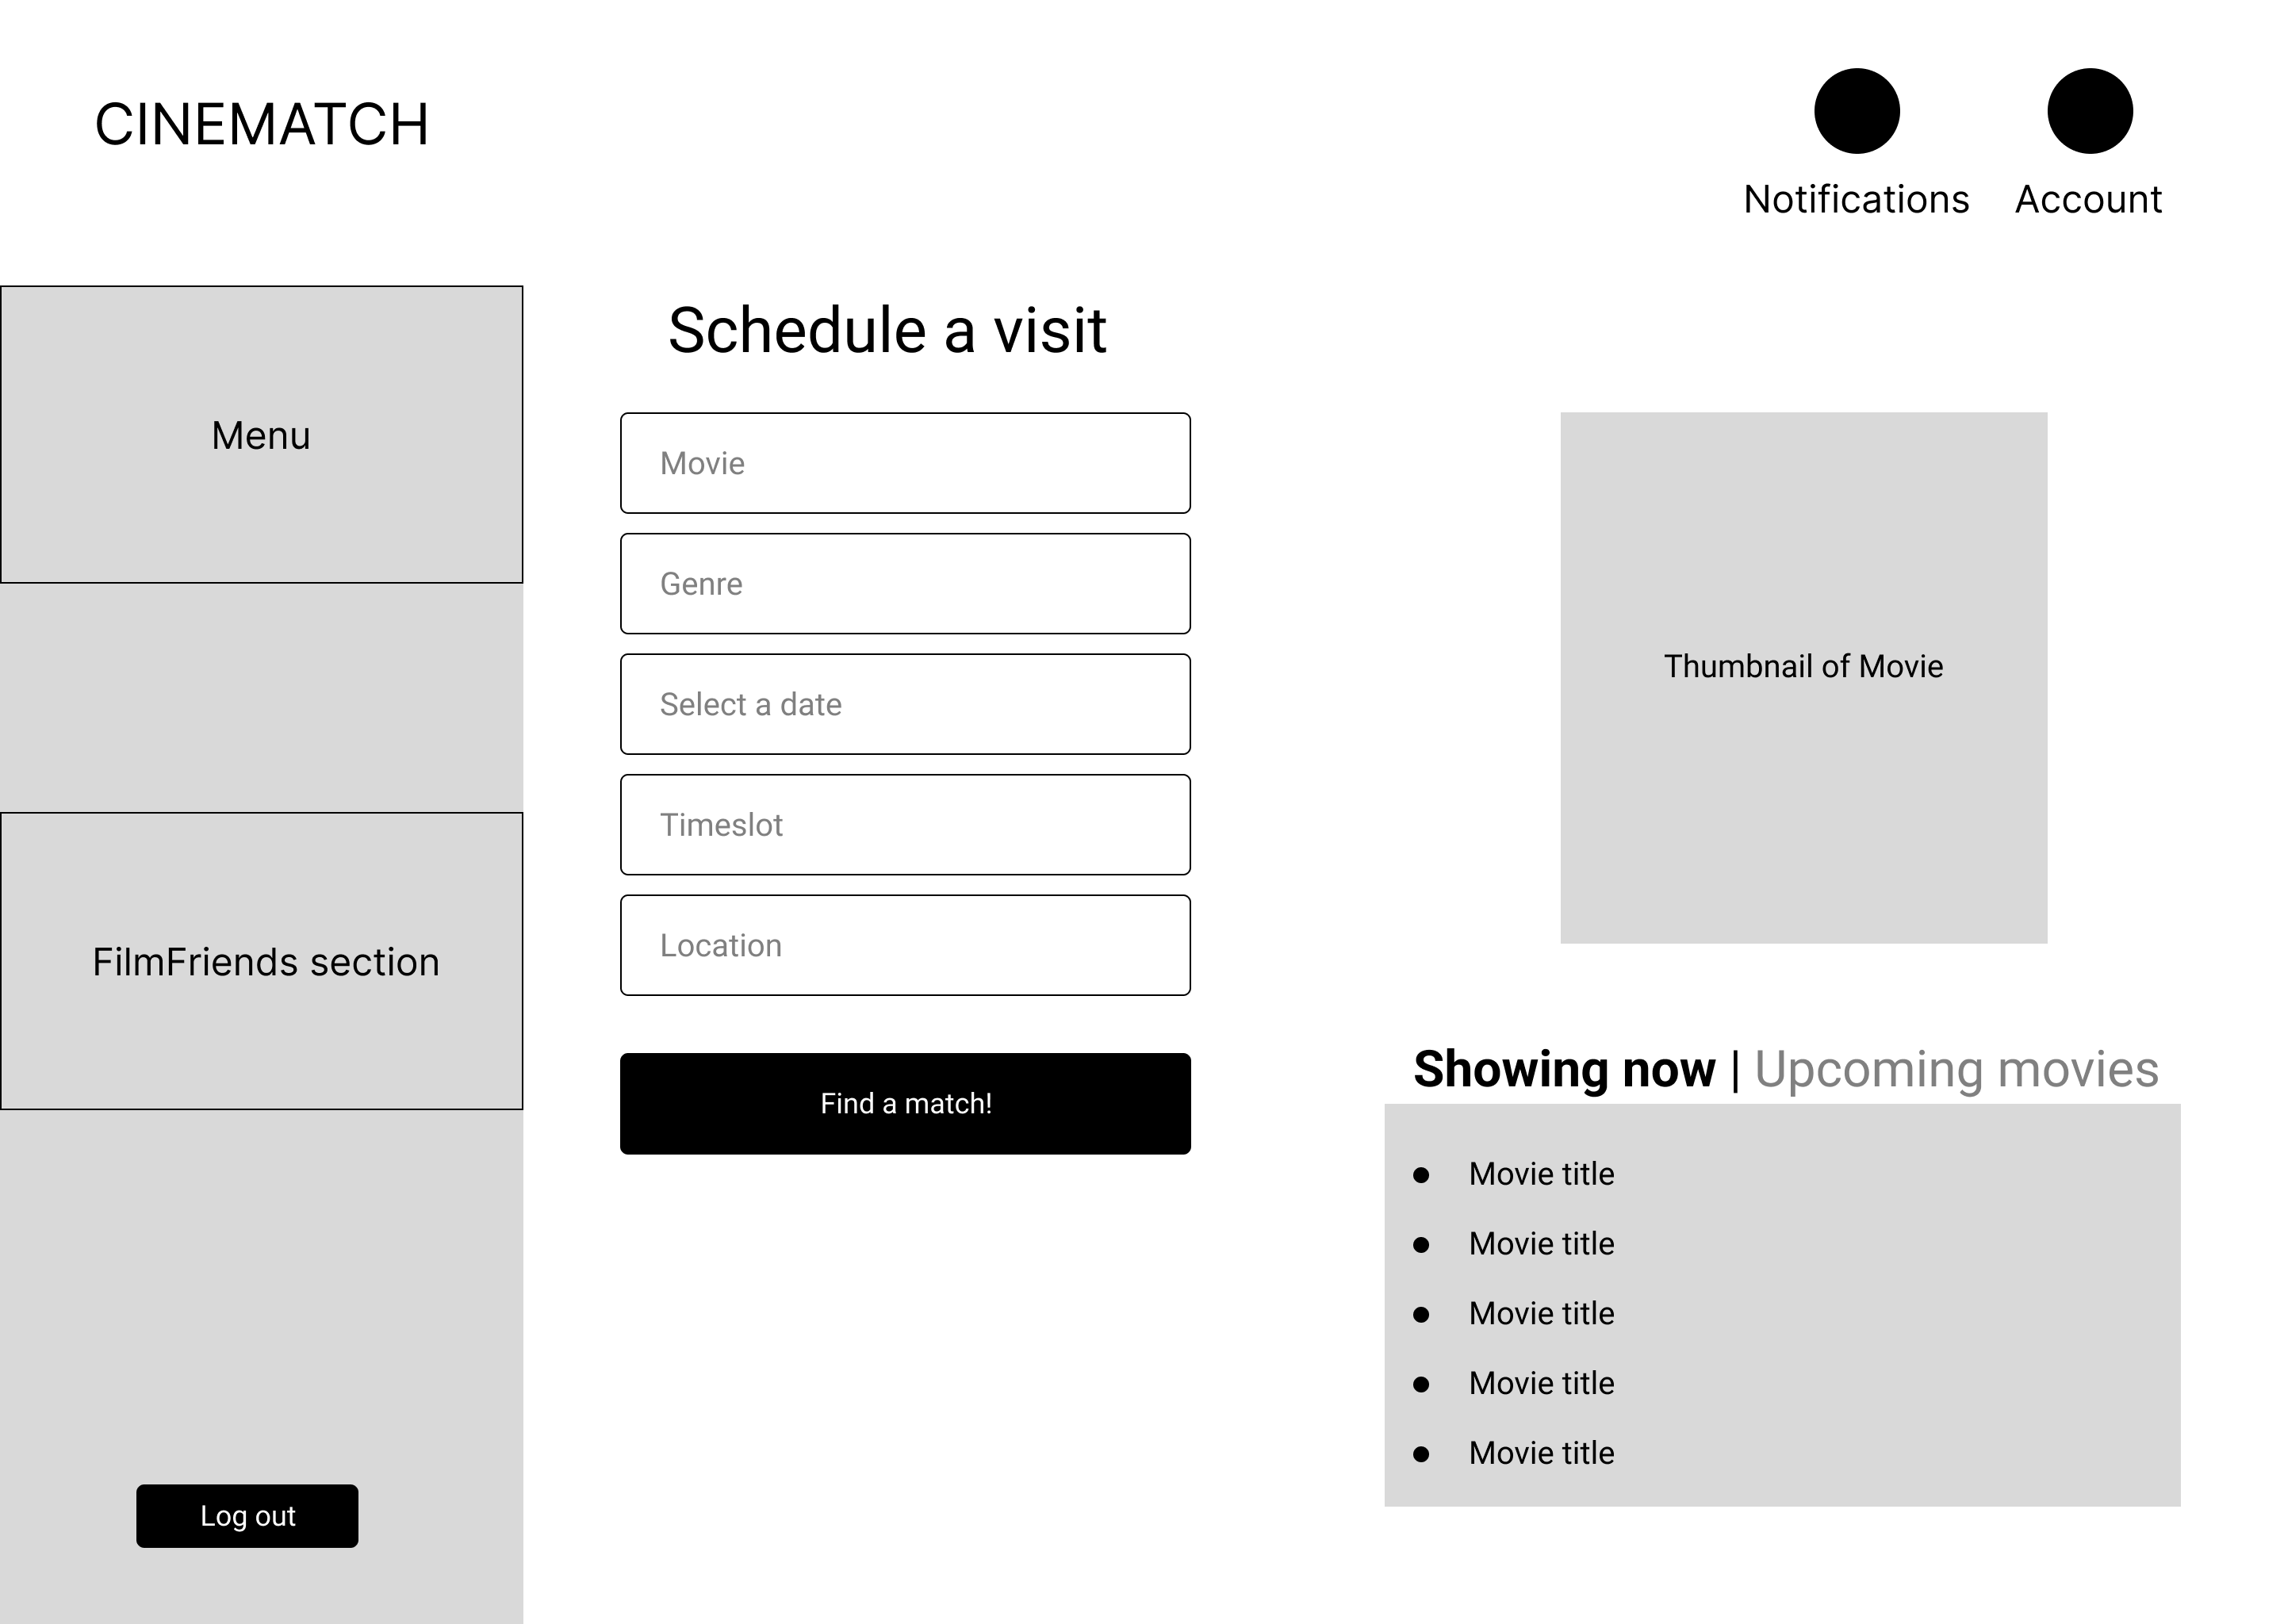 CINEMATCH
Notifications
Account
Menu
FilmFriends section
Log out
Schedule a visit
Movie
Genre
Select a date
Timeslot
Location
Find a match!
Thumbnail of Movie
Showing now | Upcoming movies
Movie title
Movie title
Movie title
Movie title
Movie title